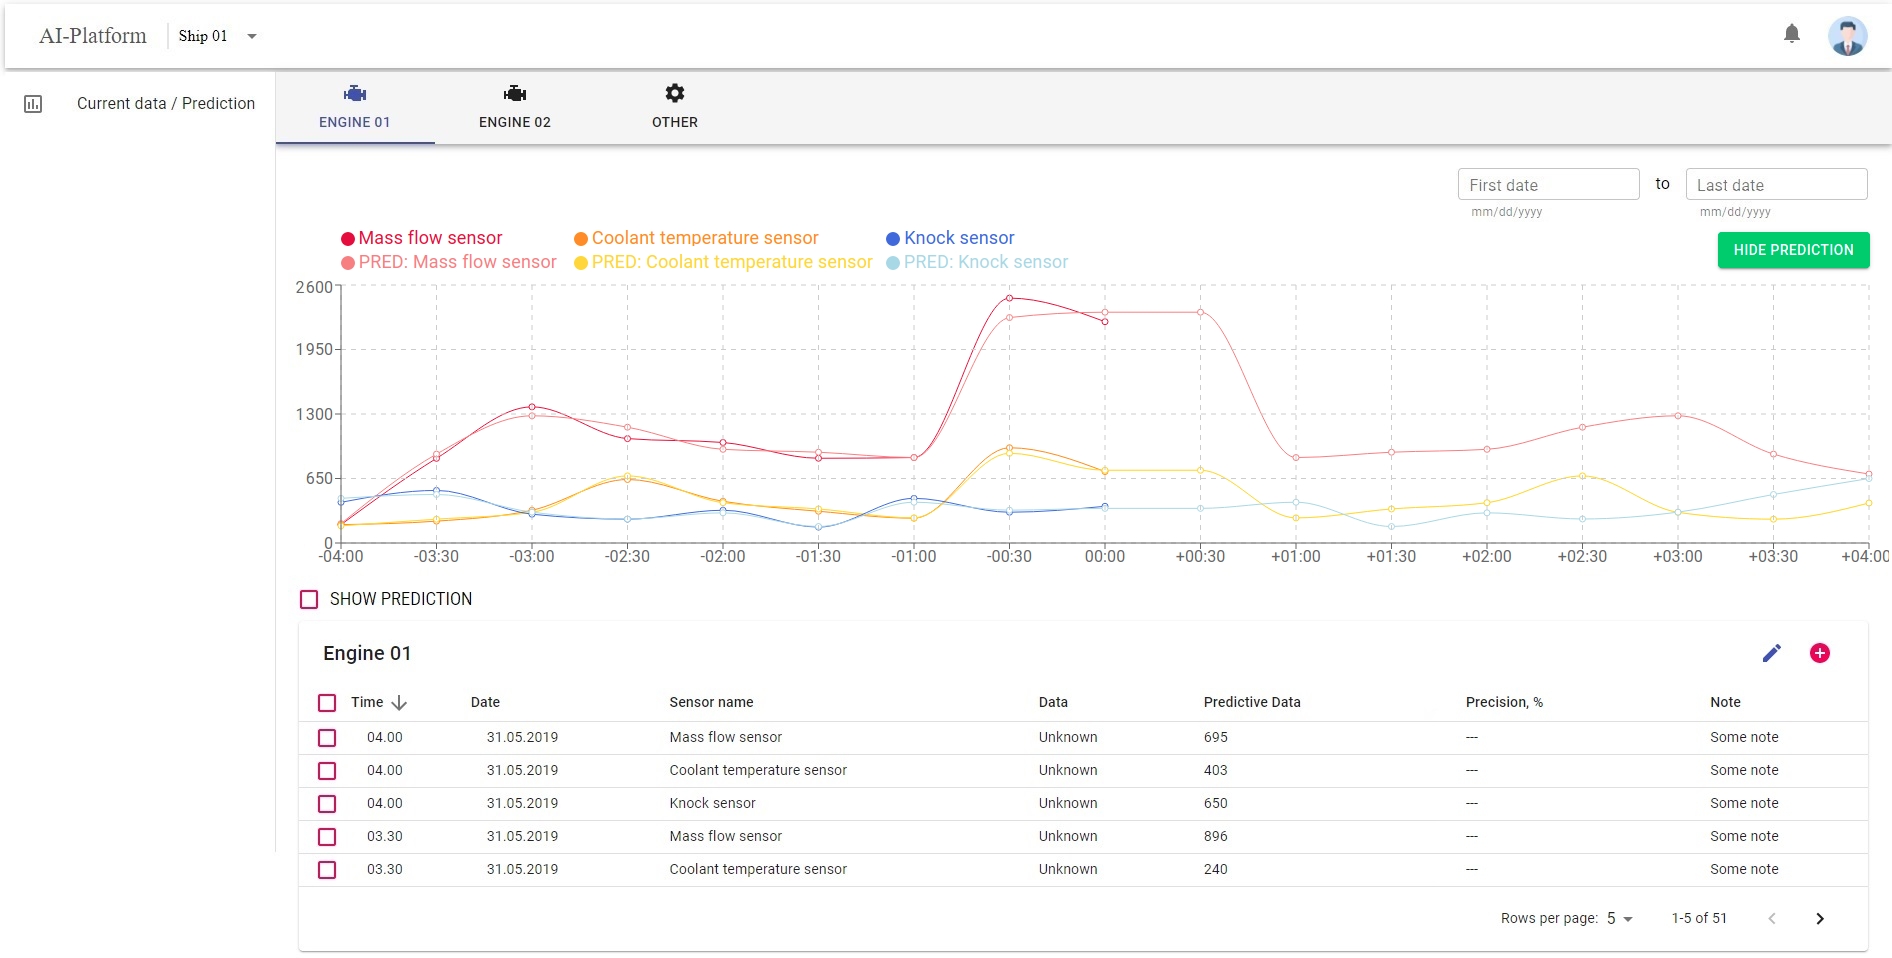 AI-Platform Ship 01
Current data / Prediction
ENGINE 01 ENGINE 02 OTHER
First date to Last date
mm/dd/yyyy mm/dd/yyyy
Mass flow sensor Coolant temperature sensor Knock sensor
PRED: Mass flow sensor PRED: Coolant temperature sensor PRED: Knock sensor
HIDE PREDICTION
2600
1950
1300
650
0
-04:00 -03:30 -03:00 -02:30 -02:00 -01:30 -01:00 -00:30 00:00 +00:30 +01:00 +01:30 +02:00 +02:30 +03:00 +03:30 +04:00
SHOW PREDICTION
Engine 01
Time Date Sensor name Data Predictive Data Precision, % Note
04.00 31.05.2019 Mass flow sensor Unknown 695 --- Some note
04.00 31.05.2019 Coolant temperature sensor Unknown 403 --- Some note
04.00 31.05.2019 Knock sensor Unknown 650 --- Some note
03.30 31.05.2019 Mass flow sensor Unknown 896 --- Some note
03.30 31.05.2019 Coolant temperature sensor Unknown 240 --- Some note
Rows per page: 5 1-5 of 51